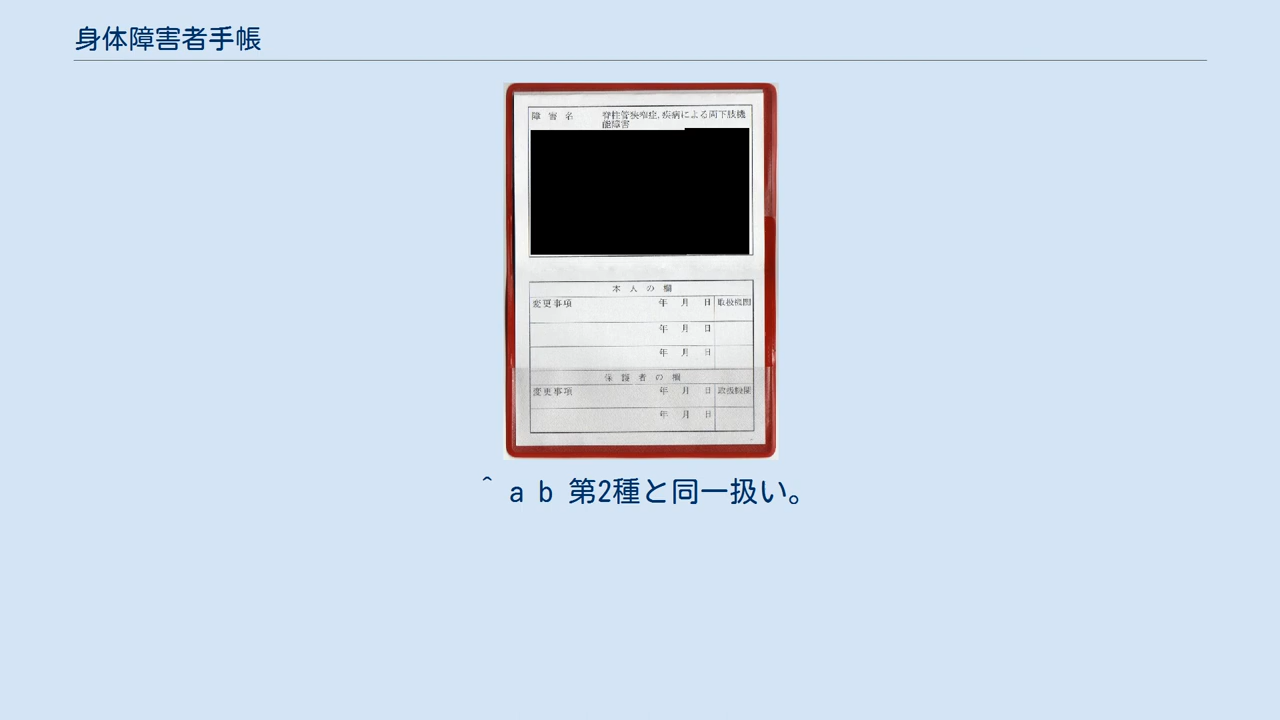 身体障害者手帳
障害名 脊柱管狭窄症,疾病による両下肢機
能障害
本人の欄
変更事項 年 月 日 取扱機関
年 月 日
年 月 日
保護者の欄
変更事項 年 月 日 取扱機関
年 月 日
^ a b 第2種と同一扱い。